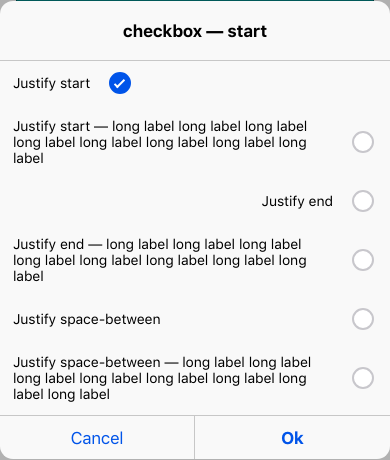 checkbox — start
Justify start
Justify start — long label long label long label
long label long label long label long label long
label
Justify end
Justify end — long label long label long label
long label long label long label long label long
label
Justify space-between
Justify space-between — long label long label
long label long label long label long label long
label long label
Cancel
Ok